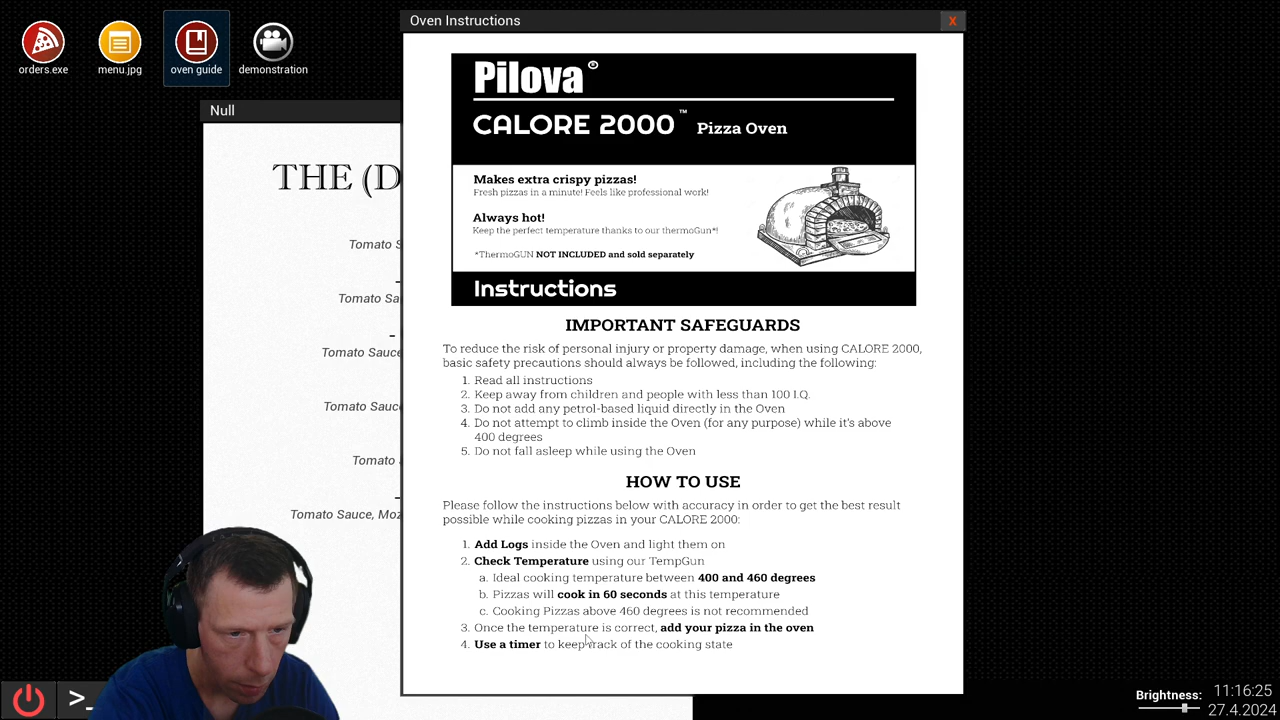 Oven Instructions
X
orders.exe
menu.jpg
oven guide
demonstration
Null
THE (D
Tomato S
Tomato Sa
Tomato Sauce
Tomato Sauc
Tomato
Tomato Sauce, Moz
Pilova®
CALORE 2000™ Pizza Oven
Makes extra crispy pizzas!
Fresh pizzas in a minute! Feels like professional work!
Always hot!
Keep the perfect temperature thanks to our thermoGun*!
*ThermoGUN NOT INCLUDED and sold separately
Instructions
IMPORTANT SAFEGUARDS
To reduce the risk of personal injury or property damage, when using CALORE 2000,
basic safety precautions should always be followed, including the following:
1. Read all instructions
2. Keep away from children and people with less than 100 I.Q.
3. Do not add any petrol-based liquid directly in the Oven
4. Do not attempt to climb inside the Oven (for any purpose) while it's above
400 degrees
5. Do not fall asleep while using the Oven
HOW TO USE
Please follow the instructions below with accuracy in order to get the best result
possible while cooking pizzas in your CALORE 2000:
1. Add Logs inside the Oven and light them on
2. Check Temperature using our TempGun
a. Ideal cooking temperature between 400 and 460 degrees
b. Pizzas will cook in 60 seconds at this temperature
c. Cooking Pizzas above 460 degrees is not recommended
3. Once the temperature is correct, add your pizza in the oven
4. Use a timer to keep track of the cooking state
>_
Brightness:
11:16:25
27.4.2024